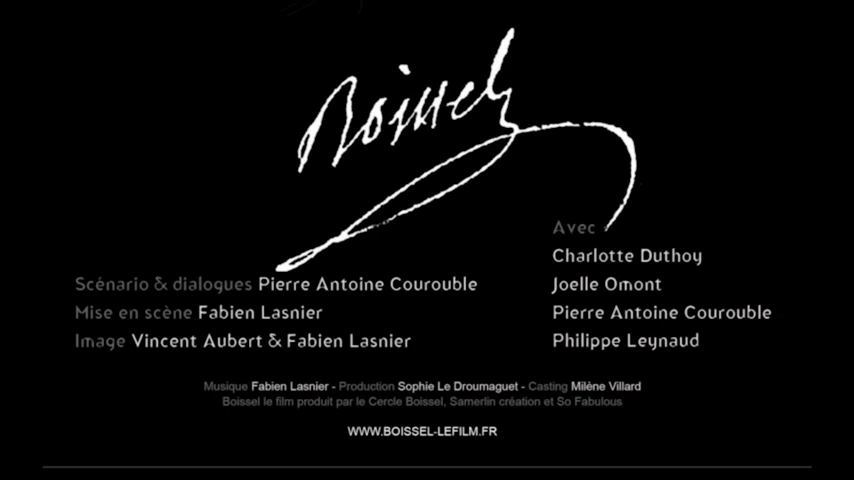 Boissel
Avec
Charlotte Duthoy
Joelle Omont
Pierre Antoine Courouble
Philippe Leynaud
Scénario & dialogues Pierre Antoine Courouble
Mise en scène Fabien Lasnier
Image Vincent Aubert & Fabien Lasnier
Musique Fabien Lasnier - Production Sophie Le Droumaguet - Casting Milène Villard
Boissel le film produit par le Cercle Boissel, Samerlin création et So Fabulous
WWW.BOISSEL-LEFILM.FR